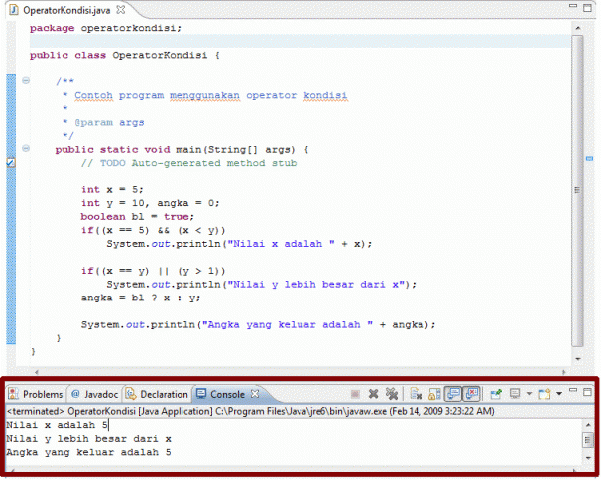 OperatorKondisi.java
package operatorkondisi;
public class OperatorKondisi {
/**
* Contoh program menggunakan operator kondisi
*
* @param args
*/
public static void main(String[] args) {
// TODO Auto-generated method stub
int x = 5;
int y = 10, angka = 0;
boolean bl = true;
if((x == 5) && (x < y))
System.out.println("Nilai x adalah " + x);
if((x == y) || (y > 1))
System.out.println("Nilai y lebih besar dari x");
angka = bl ? x : y;
System.out.println("Angka yang keluar adalah " + angka);
}
}
Problems @ Javadoc Declaration Console
<terminated> OperatorKondisi [Java Application] C:\Program Files\Java\jre6\bin\javaw.exe (Feb 14, 2009 3:23:22 AM)
Nilai x adalah 5
Nilai y lebih besar dari x
Angka yang keluar adalah 5